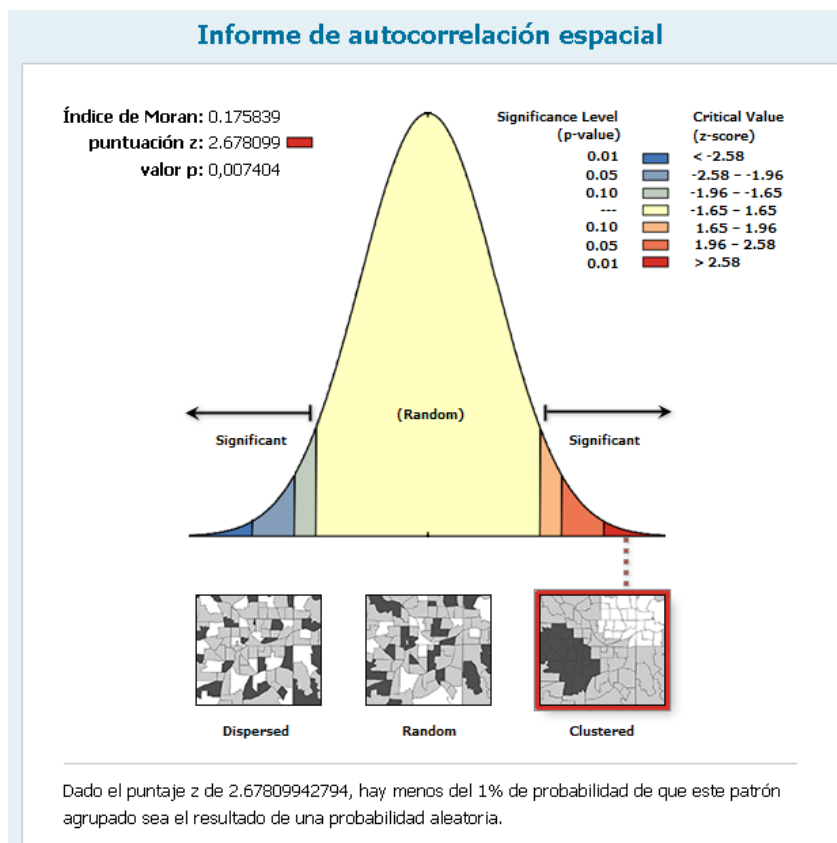 Informe de autocorrelación espacial
Índice de Moran: 0.175839
puntuación z: 2.678099
valor p: 0,007404
Significance Level
(p-value)
Critical Value
(z-score)
0.01 < -2.58
0.05 -2.58 – -1.96
0.10 -1.96 – -1.65
--- -1.65 – 1.65
0.10 1.65 – 1.96
0.05 1.96 – 2.58
0.01 > 2.58
Significant
(Random)
Significant
Dispersed
Random
Clustered
Dado el puntaje z de 2.67809942794, hay menos del 1% de probabilidad de que este patrón
agrupado sea el resultado de una probabilidad aleatoria.